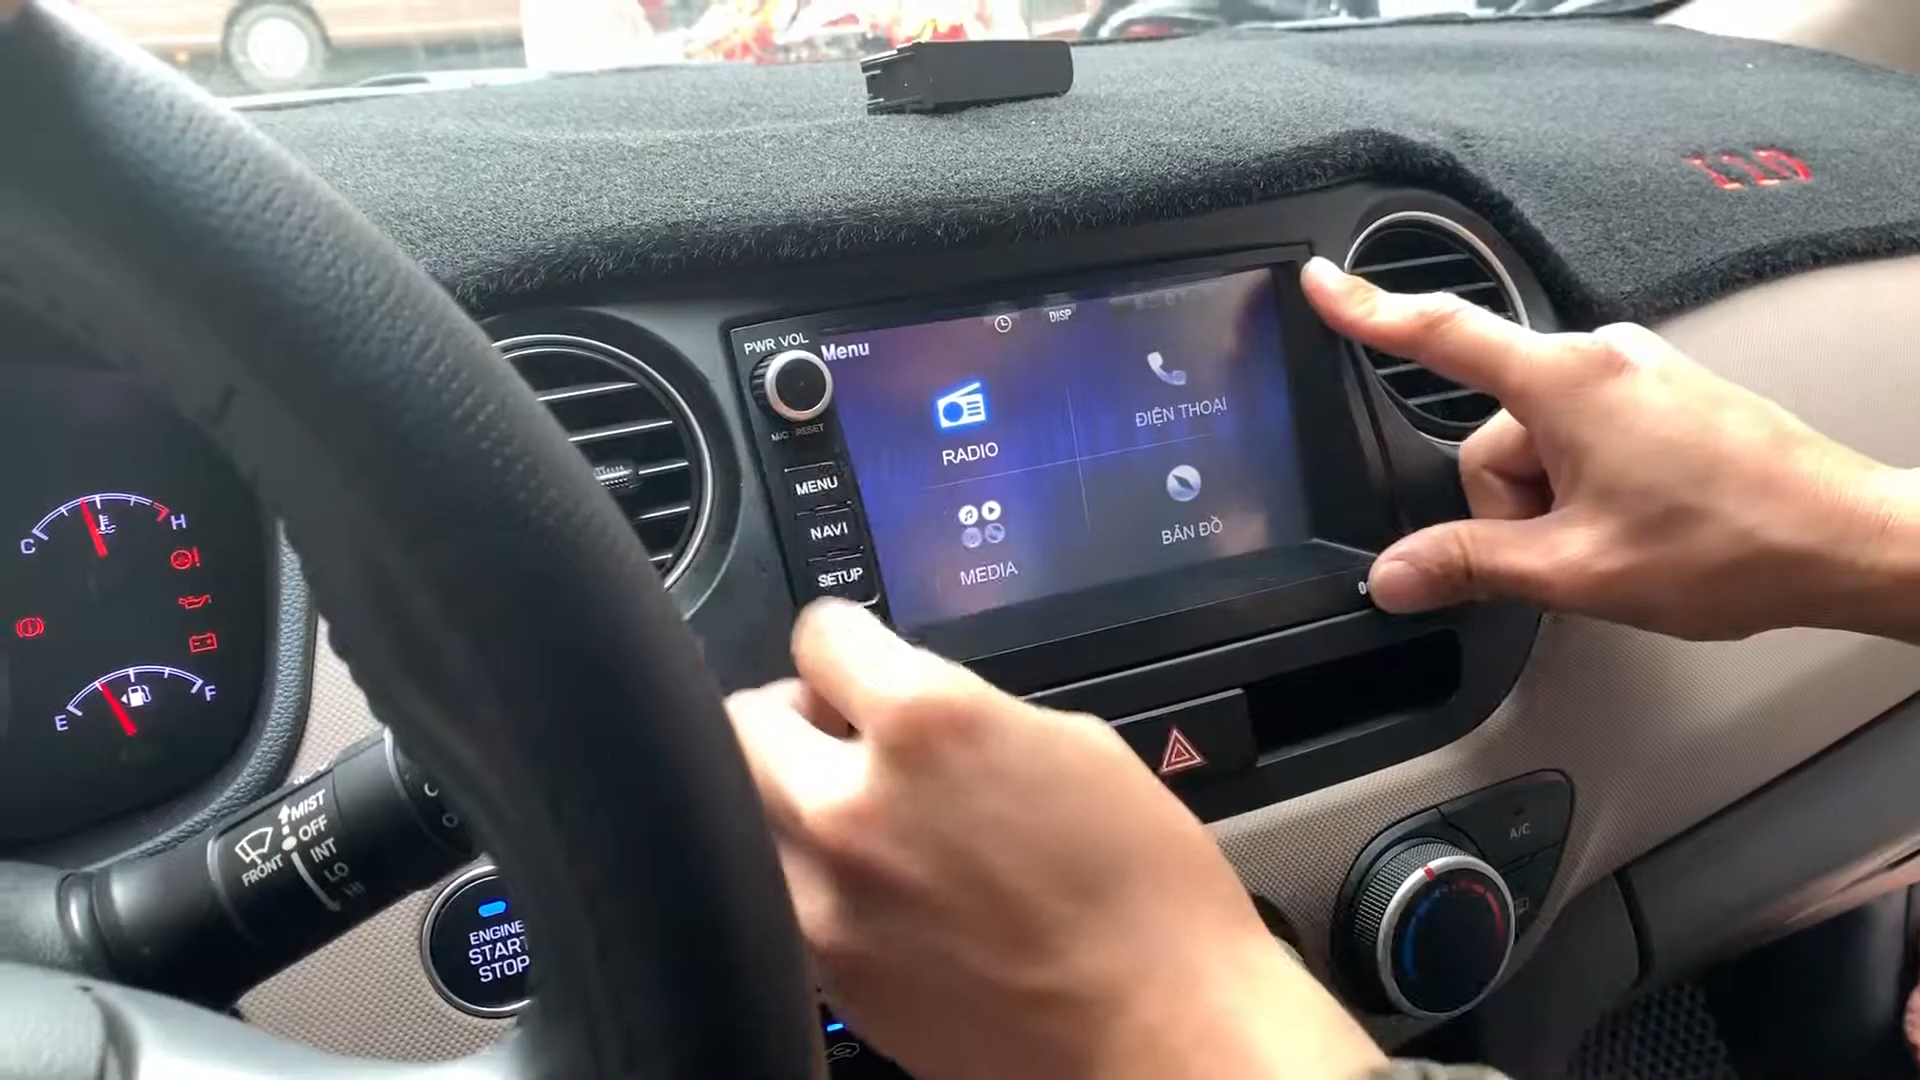 I10
DISP
PWR VOL
Menu
MIC RESET
RADIO
ĐIỆN THOẠI
MENU
NAVI
SETUP
MEDIA
BẢN ĐỒ
C
H
E
F
MIST
OFF
INT
LO
HI
FRONT
A/C
ENGINE
START
STOP